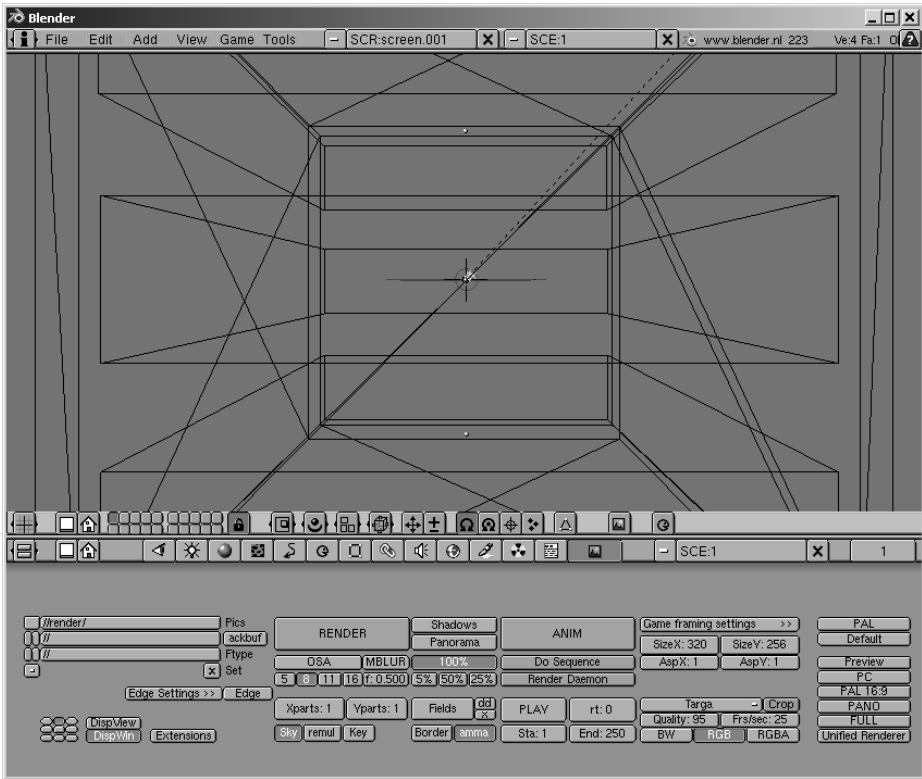 Blender
File Edit Add View Game Tools SCR:screen.001 SCE:1 www.blender.nl 223 Ve:4 Fa:1
SCE:1 1
//render/ Pics
// ackbuf
// Ftype
Set
Edge Settings >> Edge
DispView
DispWin Extensions
RENDER
Shadows
Panorama
OSA MBLUR 100%
5 8 11 16 f: 0.500 5% 50% 25%
Xparts: 1 Yparts: 1 Fields dd
x
Sky remul Key Border amma
ANIM
Do Sequence
Render Daemon
PLAY rt: 0
Sta: 1 End: 250
Game framing settings >>
SizeX: 320 SizeY: 256
AspX: 1 AspY: 1
Targa Crop
Quality: 95 Frs/sec: 25
BW RGB RGBA
PAL
Default
Preview
PC
PAL 16:9
PANO
FULL
Unified Renderer